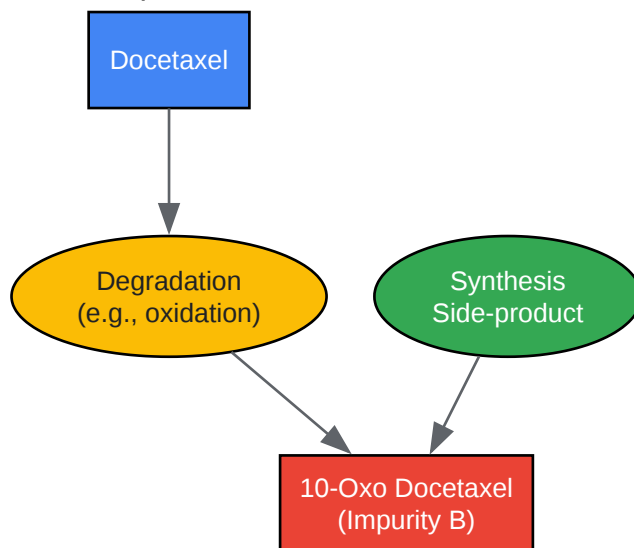 Docetaxel
Degradation
(e.g., oxidation)
Synthesis
Side-product
10-Oxo Docetaxel
(Impurity B)